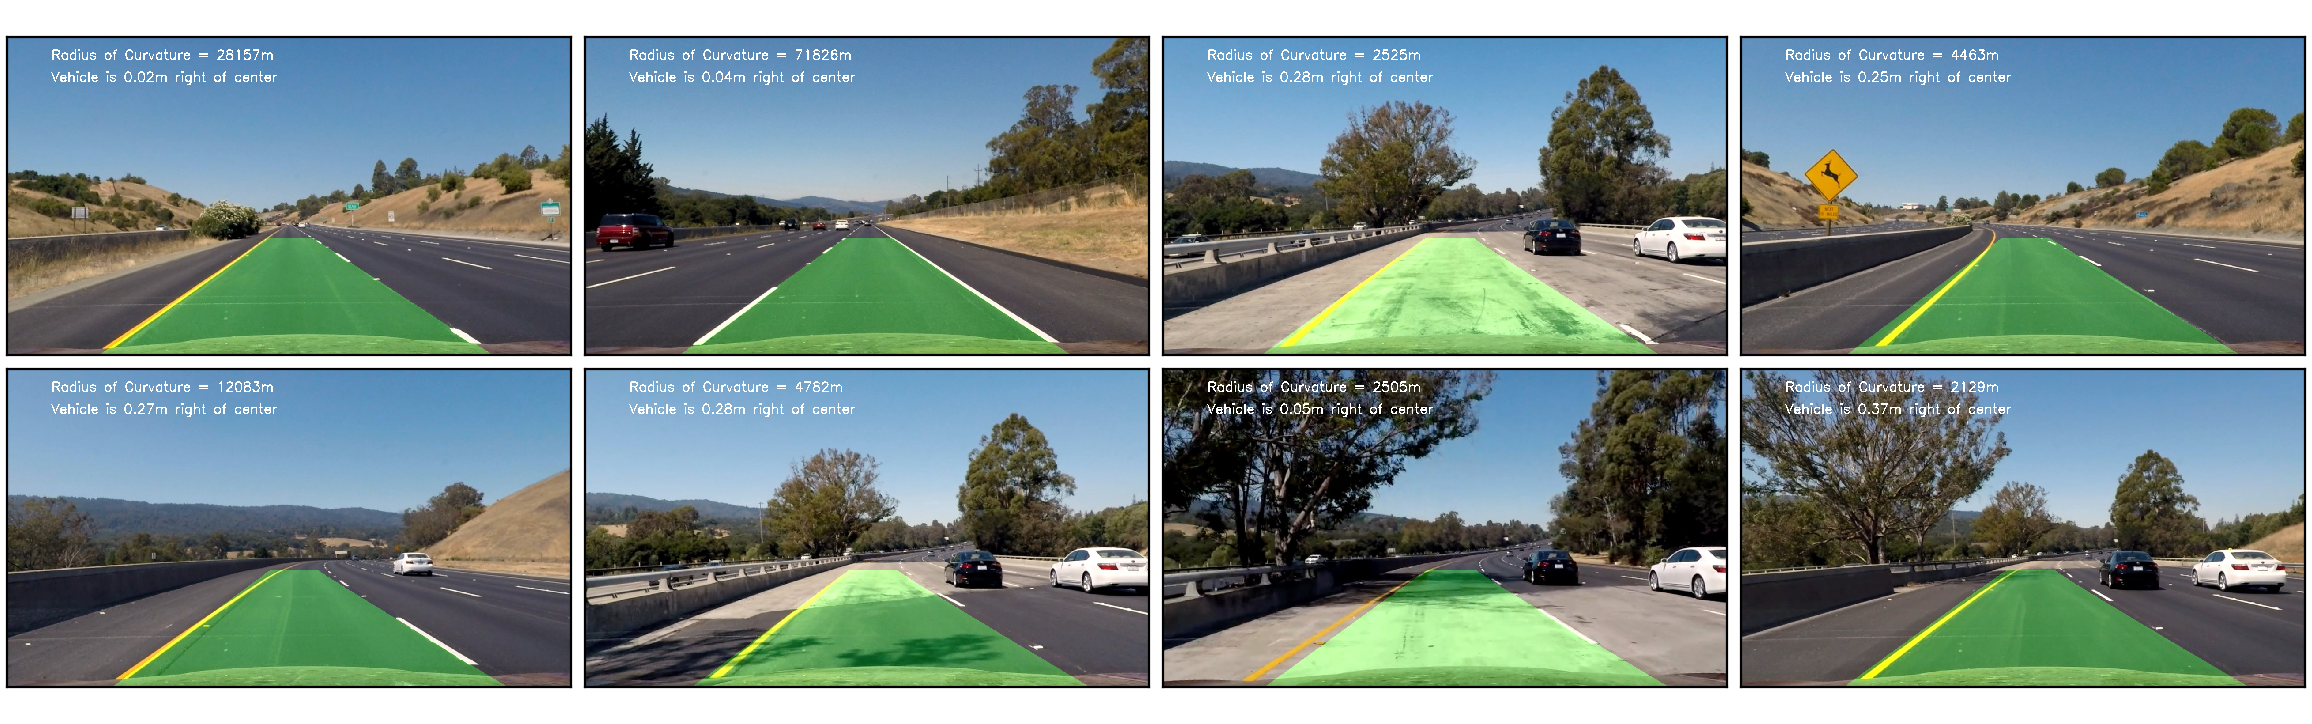 Radius of Curvature = 28157m
Vehicle is 0.02m right of center
Radius of Curvature = 71826m
Vehicle is 0.04m right of center
Radius of Curvature = 2525m
Vehicle is 0.28m right of center
Radius of Curvature = 4463m
Vehicle is 0.25m right of center
Radius of Curvature = 12083m
Vehicle is 0.27m right of center
Radius of Curvature = 4782m
Vehicle is 0.28m right of center
Radius of Curvature = 2505m
Vehicle is 0.05m right of center
Radius of Curvature = 2129m
Vehicle is 0.37m right of center